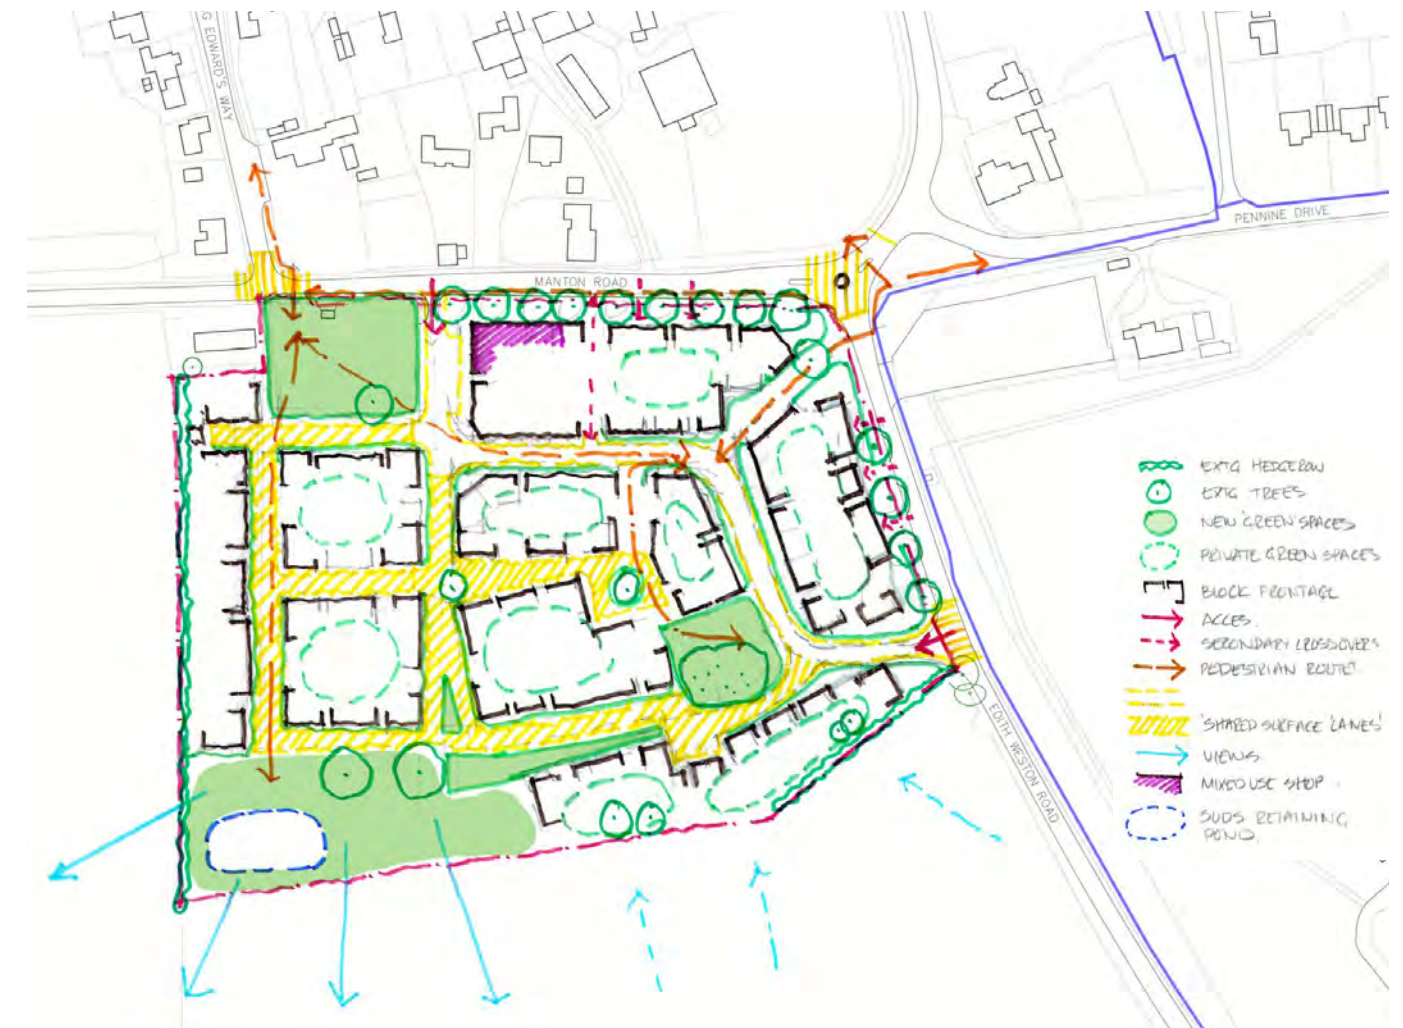 G EDWARD'S WAY
MANTON ROAD
PENNINE DRIVE
EDITH WESTON ROAD
EXTG HEDGEROW
EXTG TREES
NEW 'GREEN' SPACES
PRIVATE GREEN SPACES
BLOCK FRONTAGE
ACCES.
SECONDARY CROSSOVERS
PEDESTRIAN ROUTE
'SHARED SURFACE 'LANES'
VIEWS
MIXED USE SHOP
SUDS RETAINING
POND.